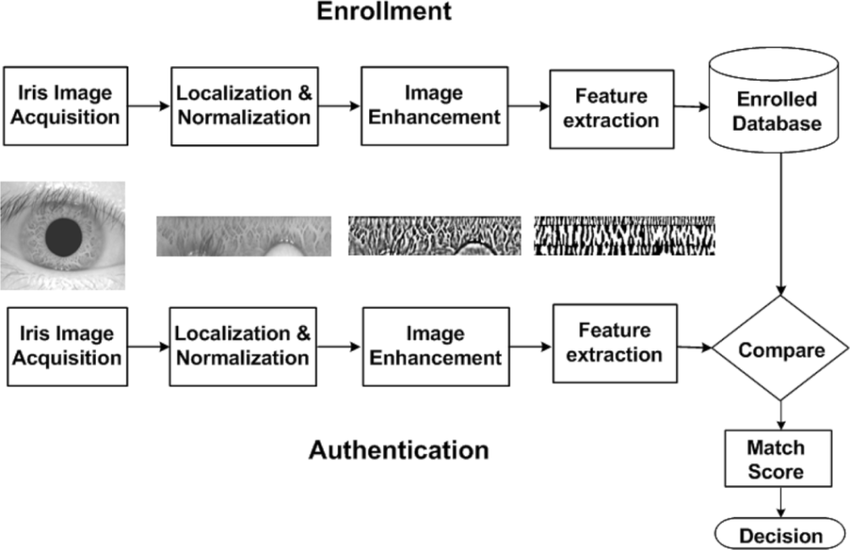 Enrollment
Iris Image
Acquisition
Localization &
Normalization
Image
Enhancement
Feature
extraction
Enrolled
Database
Iris Image
Acquisition
Localization &
Normalization
Image
Enhancement
Feature
extraction
Compare
Authentication
Match
Score
Decision